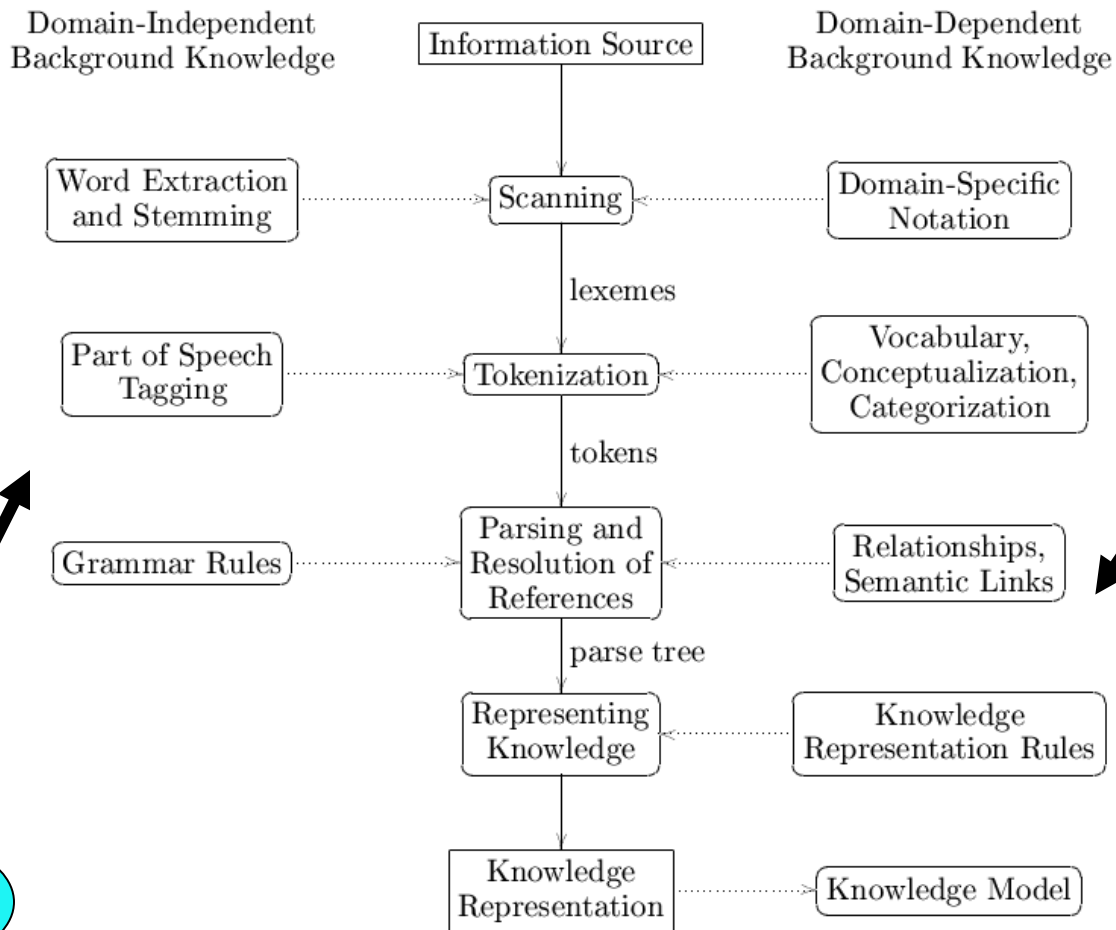 Domain-Independent
Background Knowledge
Information Source
Domain-Dependent
Background Knowledge
Word Extraction
and Stemming
Scanning
Domain-Specific
Notation
lexemes
Part of Speech
Tagging
Tokenization
Vocabulary,
Conceptualization,
Categorization
tokens
Grammar Rules
Parsing and
Resolution of
References
Relationships,
Semantic Links
parse tree
Representing
Knowledge
Knowledge
Representation Rules
Knowledge
Representation
Knowledge Model